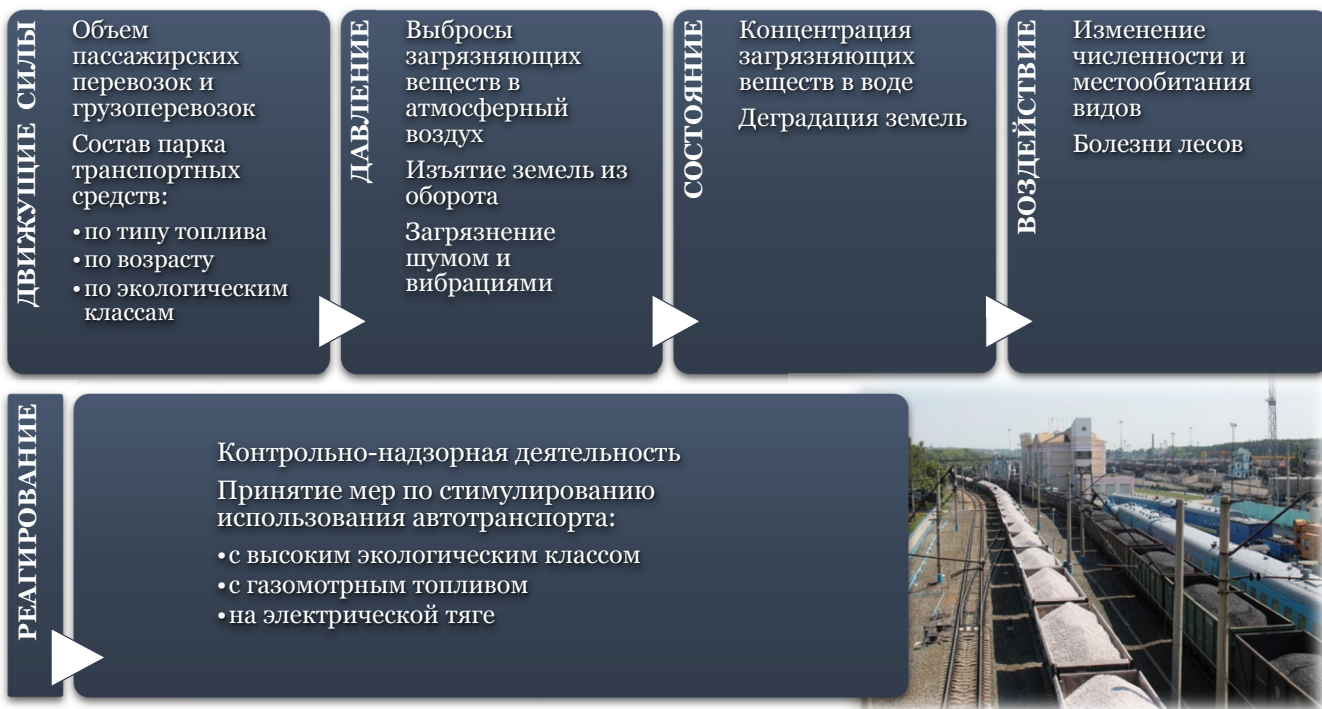 ДВИЖУЩИЕ СИЛЫ
Объем
пассажирских
перевозок и
грузоперевозок
Состав парка
транспортных
средств:
•по типу топлива
•по возрасту
•по экологическим
классам
ДАВЛЕНИЕ
Выбросы
загрязняющих
веществ в
атмосферный
воздух
Изъятие земель из
оборота
Загрязнение
шумом и
вибрациями
СОСТОЯНИЕ
Концентрация
загрязняющих
веществ в воде
Деградация земель
ВОЗДЕЙСТВИЕ
Изменение
численности и
местообитания
видов
Болезни лесов
РЕАГИРОВАНИЕ
Контрольно-надзорная деятельность
Принятие мер по стимулированию
использования автотранспорта:
•с высоким экологическим классом
•с газомотрным топливом
•на электрической тяге